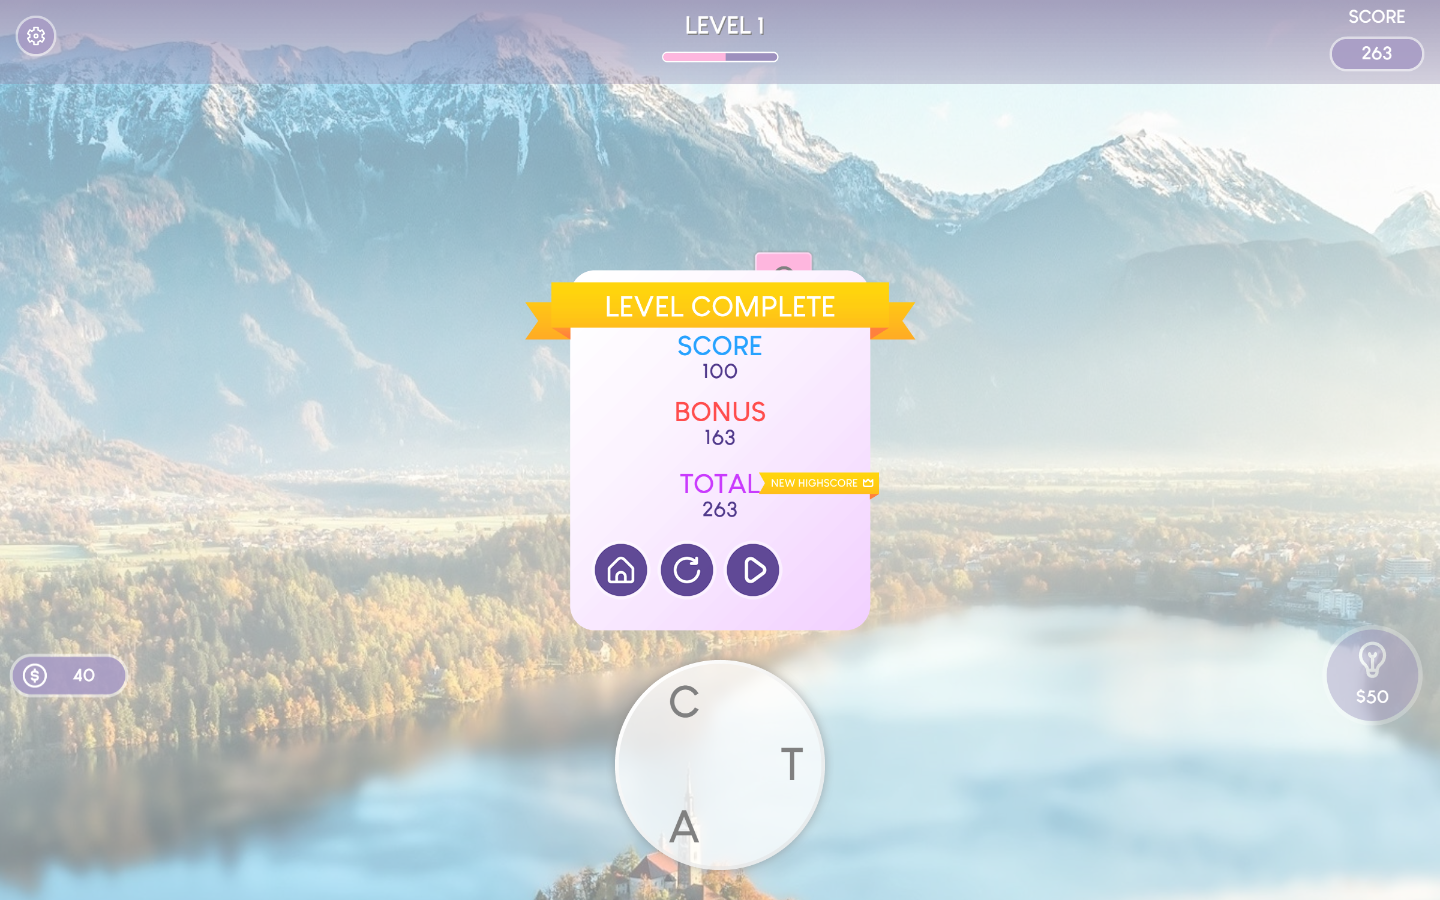 LEVEL 1
SCORE
263
LEVEL COMPLETE
SCORE
100
BONUS
163
TOTAL
NEW HIGHSCORE
263
$ 40
$50
C
T
A